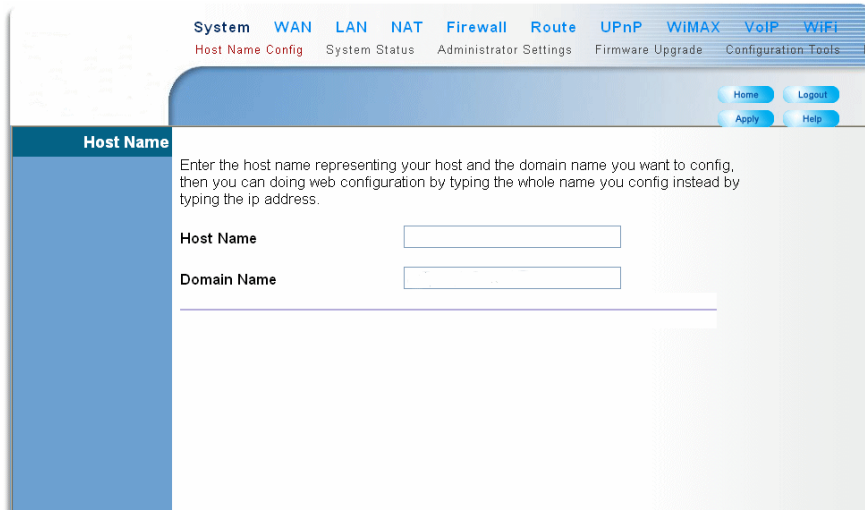 System WAN LAN NAT Firewall Route UPnP WiMAX VoIP WiFi
Host Name Config System Status Administrator Settings Firmware Upgrade Configuration Tools
Home Logout
Apply Help
Host Name
Enter the host name representing your host and the domain name you want to config,
then you can doing web configuration by typing the whole name you config instead by
typing the ip address.
Host Name
Domain Name